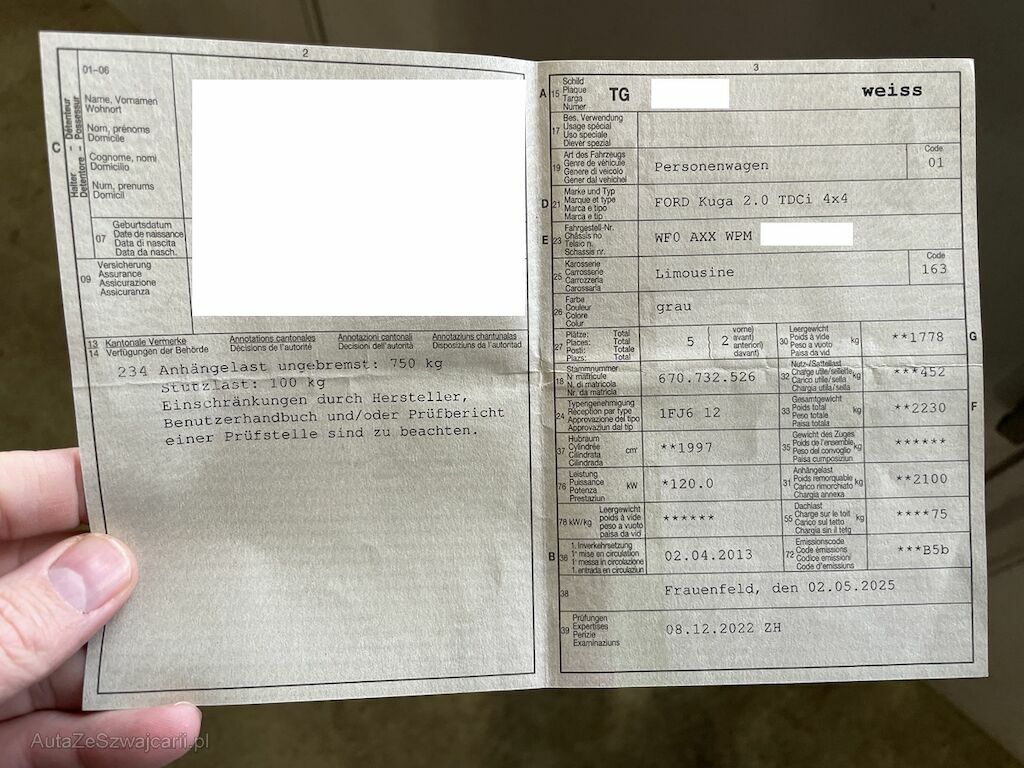 2
01-06
Name, Vornamen
Wohnort
Nom, prénoms
Domicile
Cognome, nomi
Domicilio
Num, prenums
Domicil
C
Halter - Détenteur
Detentore - Possessur
07
Geburtsdatum
Date de naissance
Data di nascita
Data da nasch.
09
Versicherung
Assurance
Assicurazione
Assicuranza
13 Kantonale Vermerke Annotations cantonales Annotazioni cantonali Annotaziuns chantunalas
14 Verfügungen der Behörde Décisions de l'autorité Decisioni dell'autorità Disposiziuns da l'autoritad
234 Anhängelast ungebremst: 750 kg
Stützlast: 100 kg
Einschränkungen durch Hersteller,
Benutzerhandbuch und/oder Prüfbericht
einer Prüfstelle sind zu beachten.
3
A 15
Schild
Plaque
Targa
Numer
TG weiss
17
Bes. Verwendung
Usage spécial
Uso speciale
Diever spezial
19
Art des Fahrzeugs
Genre de véhicule
Genere di veicolo
Gener dal vehichel
Personenwagen
Code
01
D 21
Marke und Typ
Marque et type
Marca e tipo
Marca e tip
FORD Kuga 2.0 TDCi 4x4
E 23
Fahrgestell-Nr.
Châssis no
Telaio n.
Schassis nr.
WF0 AXX WPM
25
Karosserie
Carrosserie
Carrozzeria
Carossaria
Limousine
Code
163
26
Farbe
Couleur
Colore
Colur
grau
27
Plätze: Total
Places: Total
Posti: Totale
Plazs: Total
5 ( 2
vorne)
avant)
anteriori)
davant)
30
Leergewicht
Poids à vide
Peso a vuoto
Paisa da vid
kg
**1778
G
18
Stammnummer
N matricule
N. di matricola
Nr. da matricla
670.732.526
32
Nutz-/Sattellast
Charge utile/sellette
Carico utile/sella
Chargia utila/sella
kg
***452
24
Typengenehmigung
Réception par type
Approvazione del tipo
Approvaziun dal tip
1FJ6 12
33
Gesamtgewicht
Poids total
Peso totale
Paisa totala
kg
**2230
F
37
Hubraum
Cylindrée
Cilindrata
Cilindrada
cm³
**1997
35
Gewicht des Zuges
Poids de l'ensemble
Peso del convoglio
Paisa cumposiziun
kg
******
76
Leistung
Puissance
Potenza
Prestaziun
kW
*120.0
31
Anhängelast
Poids remorquable
Carico rimorchiato
Chargia annexa
kg
**2100
78 kW/kg
Leergewicht
poids à vide
peso a vuoto
paisa da vid
******
55
Dachlast
Charge sur le toit
Carico sul tetto
Chargia sin il tetg
kg
****75
B 36
1. Inverkehrsetzung
1re mise en circulation
1a messa in circolazione
1. entrada en circulaziun
02.04.2013
72
Emissionscode
Code émissions
Codice emissioni
Code d'emissiuns
***B5b
38
Frauenfeld, den 02.05.2025
39
Prüfungen
Expertises
Perizie
Examinaziuns
08.12.2022 ZH
AutaZeSzwajcarii.pl